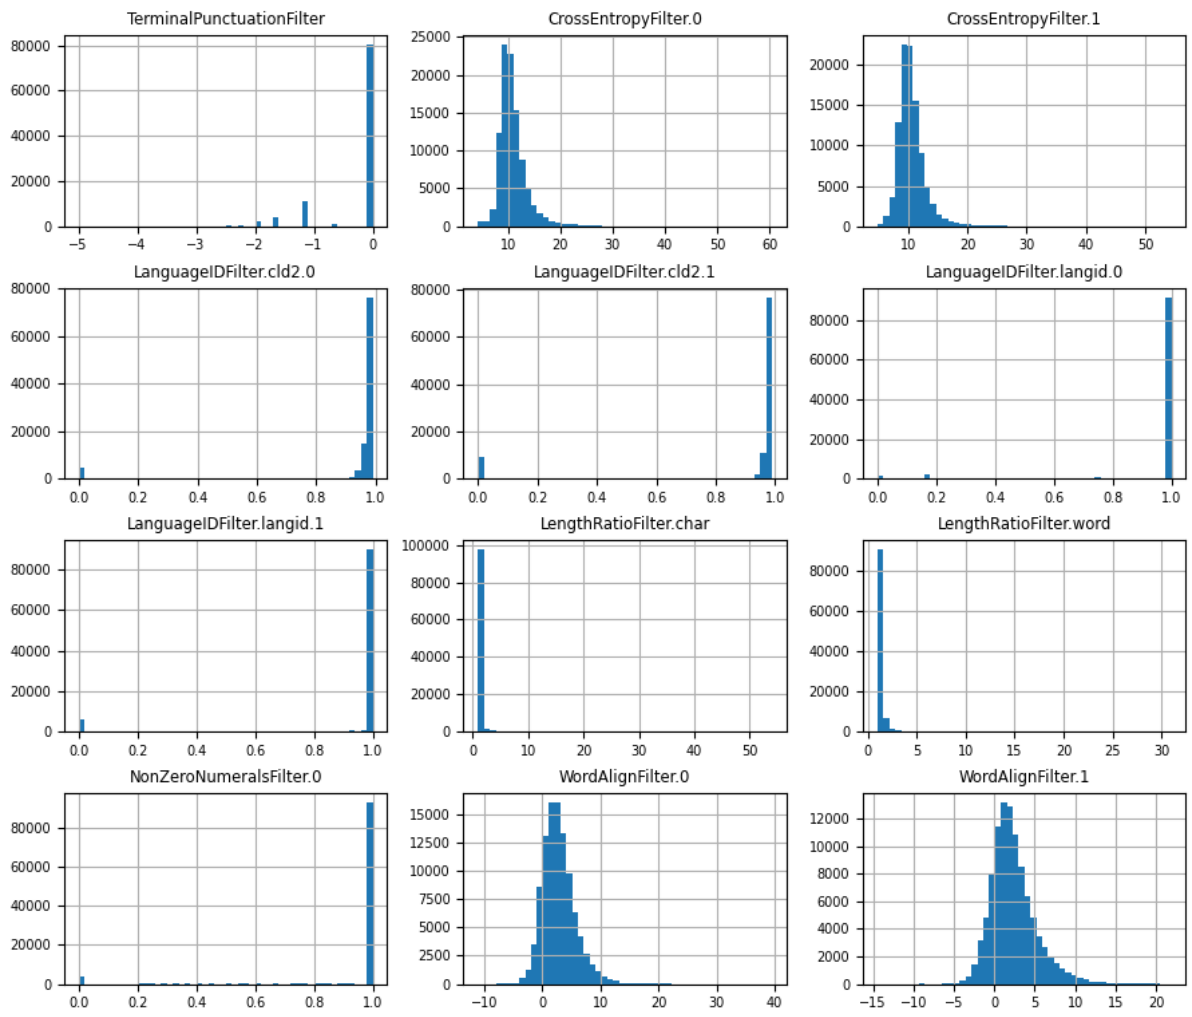 TerminalPunctuationFilter
80000
60000
40000
20000
0
−5 −4 −3 −2 −1 0
CrossEntropyFilter.0
25000
20000
15000
10000
5000
0
10 20 30 40 50 60
CrossEntropyFilter.1
20000
15000
10000
5000
0
10 20 30 40 50
LanguageIDFilter.cld2.0
80000
60000
40000
20000
0
0.0 0.2 0.4 0.6 0.8 1.0
LanguageIDFilter.cld2.1
80000
60000
40000
20000
0
0.0 0.2 0.4 0.6 0.8 1.0
LanguageIDFilter.langid.0
80000
60000
40000
20000
0
0.0 0.2 0.4 0.6 0.8 1.0
LanguageIDFilter.langid.1
80000
60000
40000
20000
0
0.0 0.2 0.4 0.6 0.8 1.0
LengthRatioFilter.char
100000
80000
60000
40000
20000
0
0 10 20 30 40 50
LengthRatioFilter.word
80000
60000
40000
20000
0
0 5 10 15 20 25 30
NonZeroNumeralsFilter.0
80000
60000
40000
20000
0
0.0 0.2 0.4 0.6 0.8 1.0
WordAlignFilter.0
15000
12500
10000
7500
5000
2500
0
−10 0 10 20 30 40
WordAlignFilter.1
12000
10000
8000
6000
4000
2000
0
−15 −10 −5 0 5 10 15 20